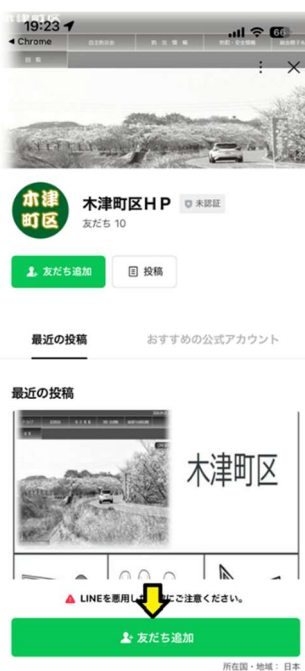 19:23
66
◀ Chrome
木津
町区
木津町区ＨＰ
未認証
友だち 10
友だち追加
投稿
最近の投稿
おすすめの公式アカウント
最近の投稿
木津町区
LINEを悪用し
にご注意ください。
友だち追加
所在国・地域： 日本